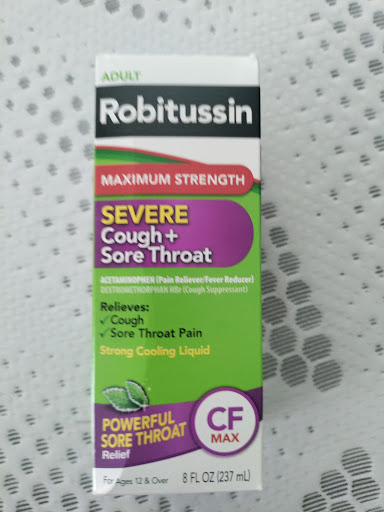 ADULT
Robitussin
MAXIMUM STRENGTH
SEVERE
Cough +
Sore Throat
ACETAMINOPHEN (Pain Reliever/Fever Reducer)
DEXTROMETHORPHAN HBr (Cough Suppressant)
Relieves:
✓ Cough
✓ Sore Throat Pain
Strong Cooling Liquid
POWERFUL
SORE THROAT
Relief
CF
MAX
For Ages 12 & Over
8 FL OZ (237 mL)